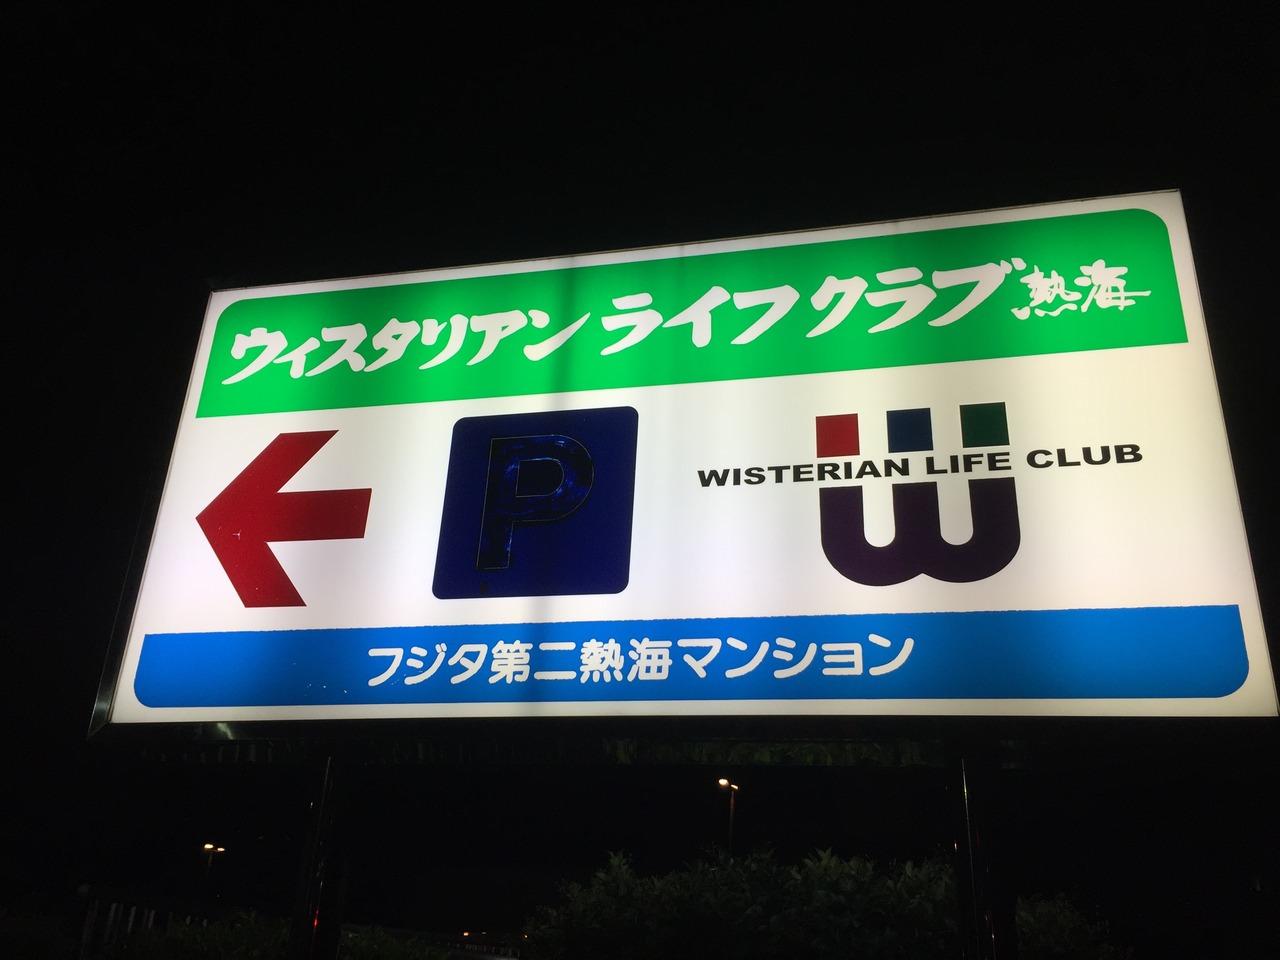 ウィスタリアン ライフクラブ 熱海
P
WISTERIAN LIFE CLUB
W
フジタ第二熱海マンション